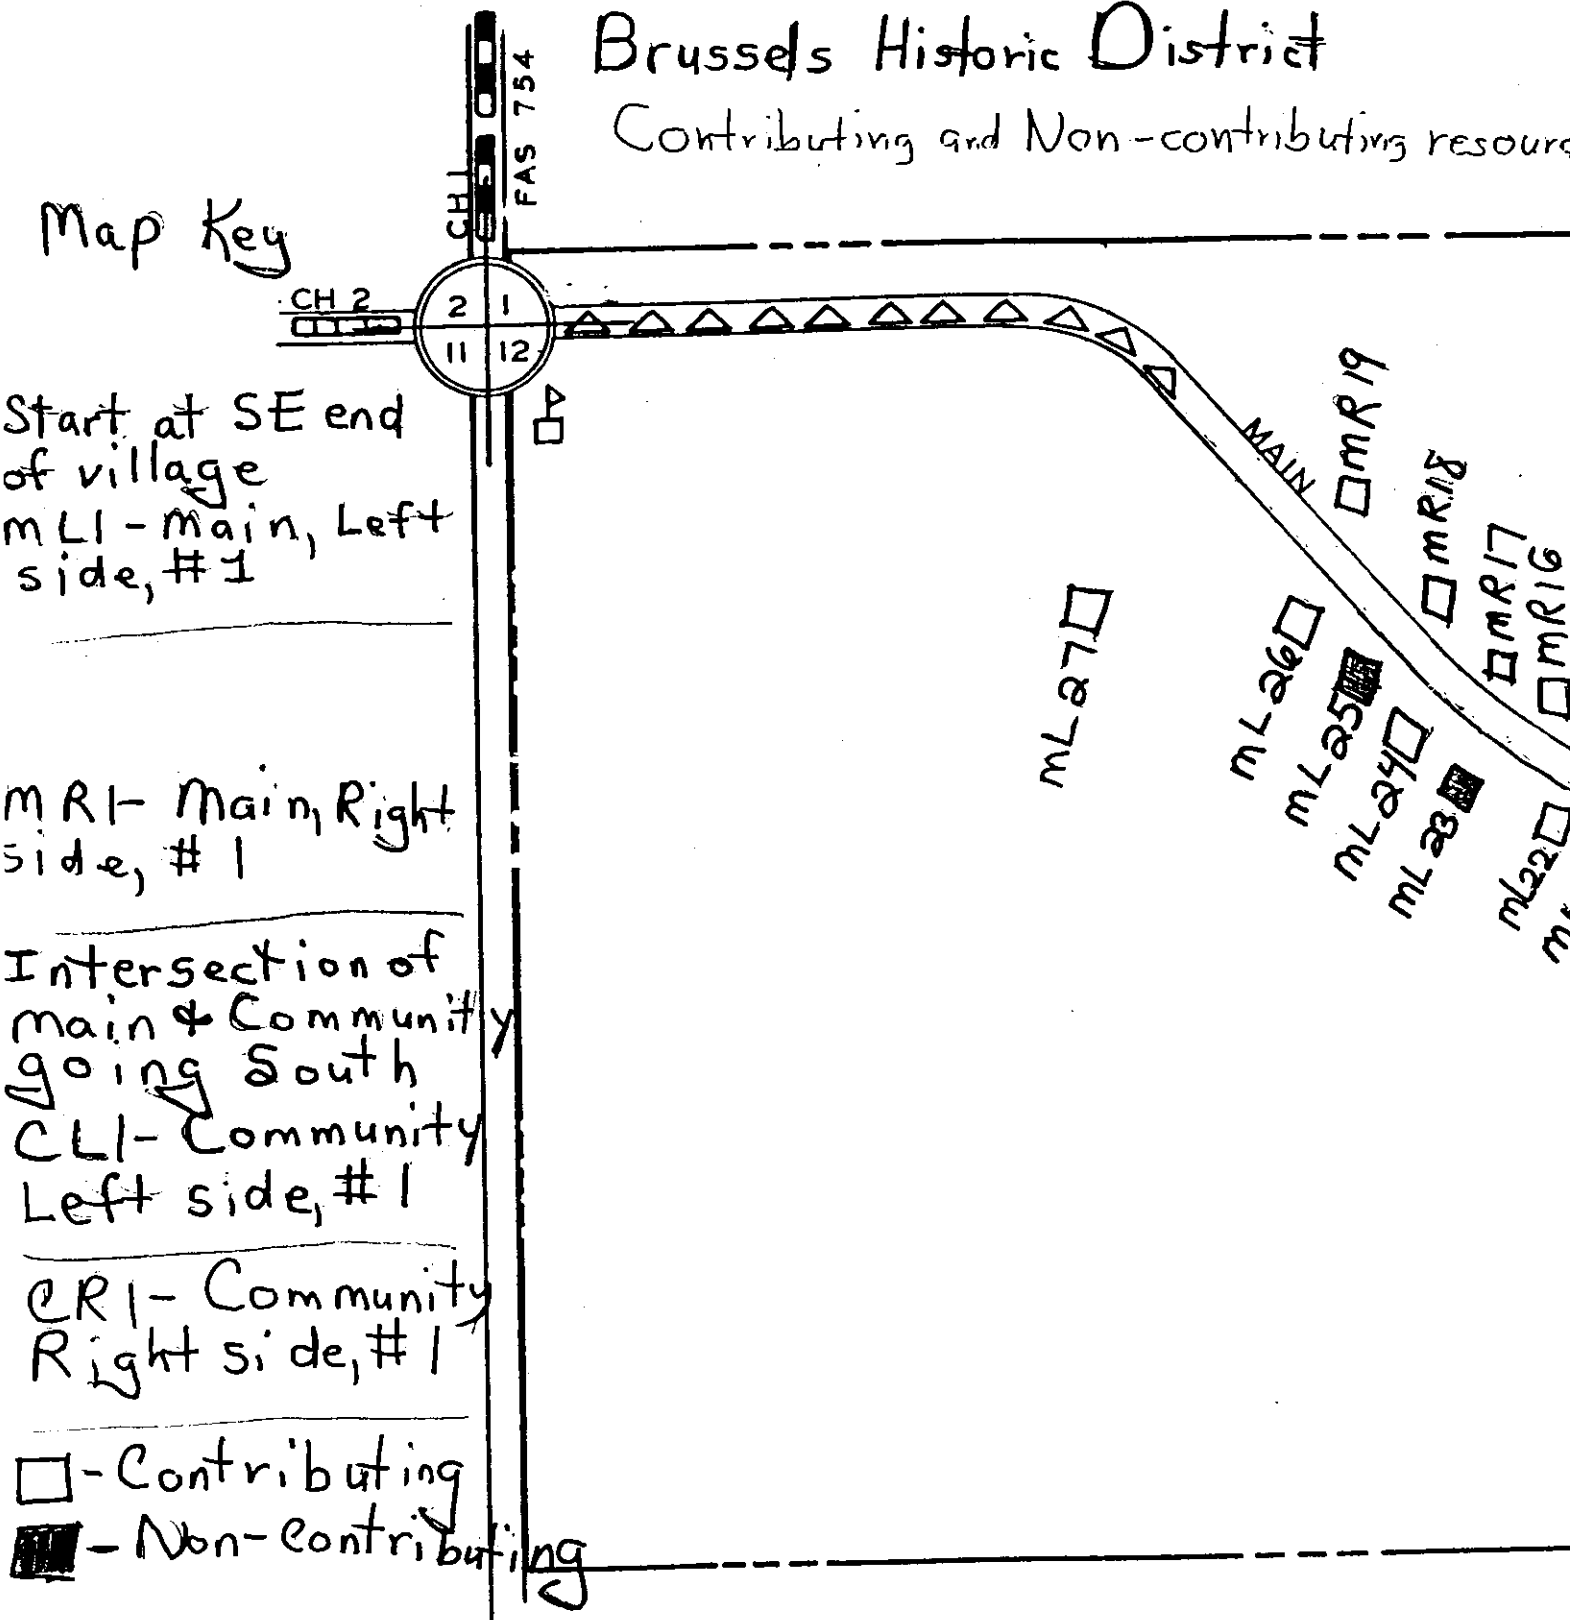 Brussels Historic District
Contributing and Non-contributing resourc
CH 1
FAS 754
Map Key
CH 2
2 1
11 12
Start at SE end
of village
mL1 - main, Left
side, #1
mR1 - Main, Right
side, #1
Intersection of
main & Community
going South
CL1 - Community
Left side, #1
CR1 - Community
Right side, #1
- Contributing
- Non-contributing
MAIN
mR19
mR18
mR17
mR16
mL27
mL26
mL25
mL24
mL23
mL22